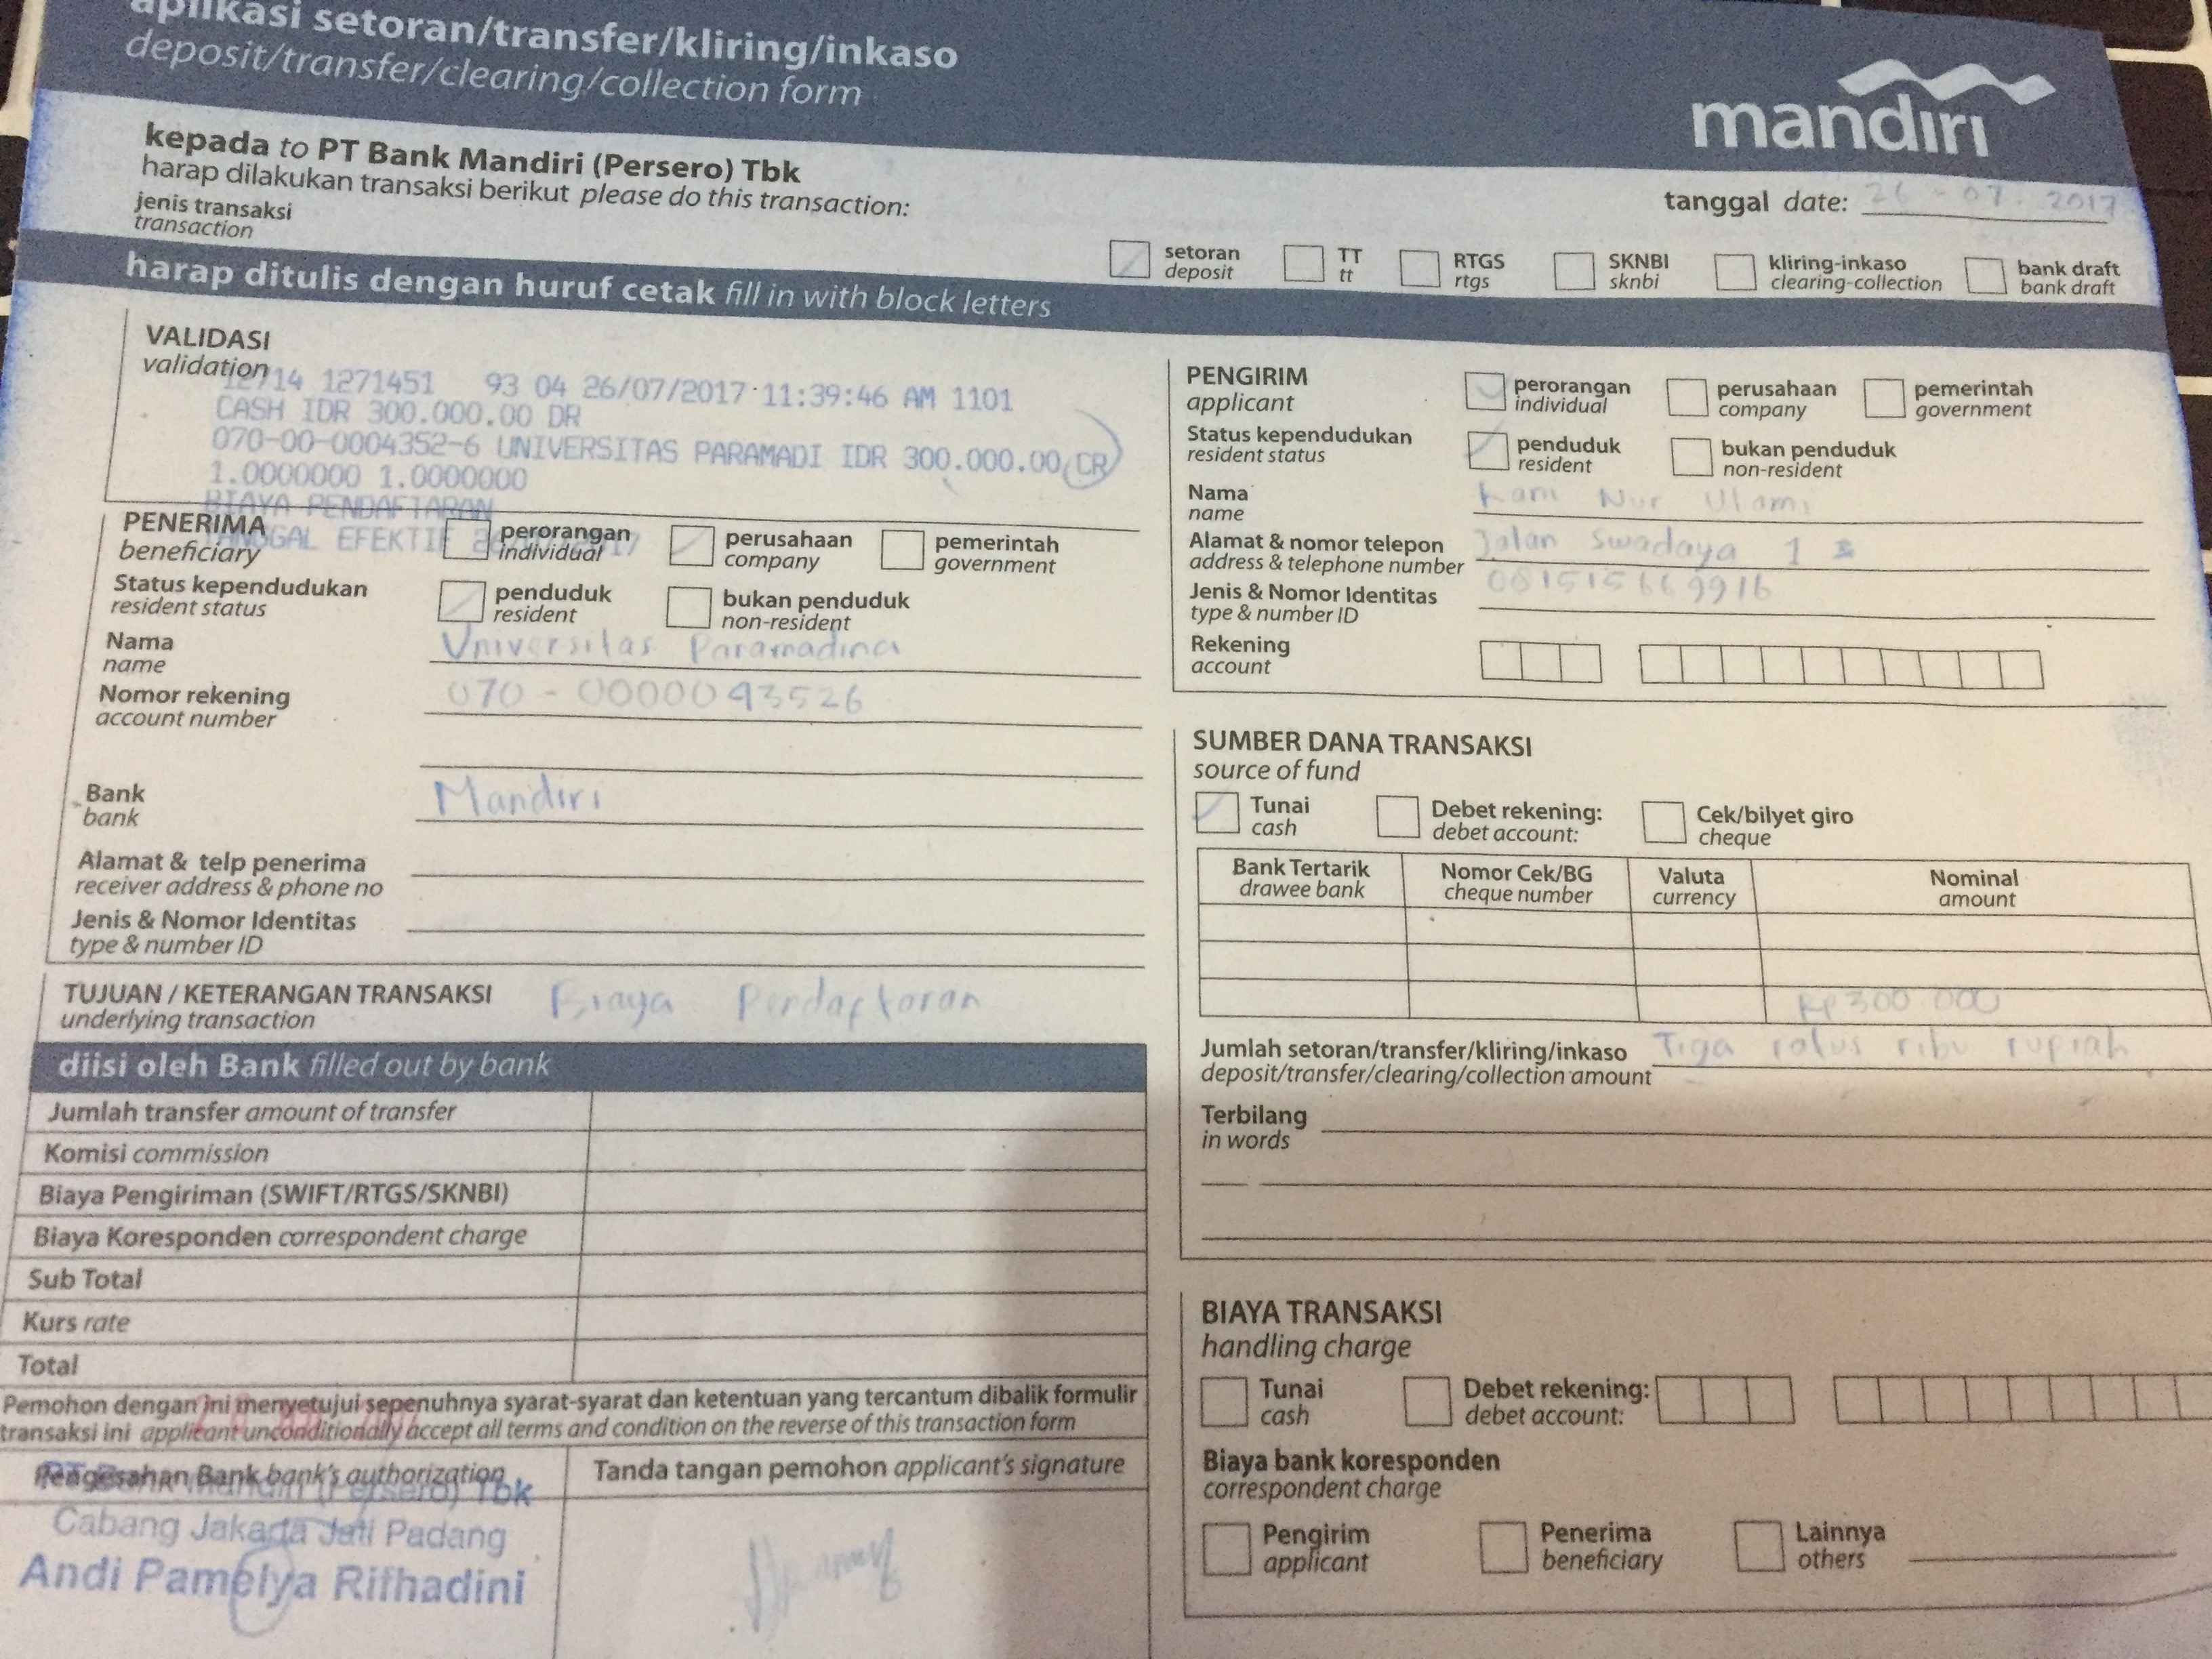 aplikasi setoran/transfer/kliring/inkaso
deposit/transfer/clearing/collection form
mandiri
kepada to PT Bank Mandiri (Persero) Tbk
harap dilakukan transaksi berikut please do this transaction:
tanggal date: 26 - 07 - 2017
jenis transaksi
transaction
setoran
deposit
TT
tt
RTGS
rtgs
SKNBI
sknbi
kliring-inkaso
clearing-collection
bank draft
bank draft
harap ditulis dengan huruf cetak fill in with block letters
VALIDASI
validation
12714 1271451 93 04 26/07/2017 11:39:46 AM 1101
CASH IDR 300.000.00 DR
070-00-0004352-6 UNIVERSITAS PARAMADI IDR 300.000.00 CR
1.0000000 1.0000000
BIAYA PENDAFTARAN
PENERIMA
beneficiary
perorangan
individual
perusahaan
company
pemerintah
government
Status kependudukan
resident status
penduduk
resident
bukan penduduk
non-resident
Nama
name
Universitas Paramadina
Nomor rekening
account number
070 - 0000043526
Bank
bank
Mandiri
Alamat & telp penerima
receiver address & phone no
Jenis & Nomor Identitas
type & number ID
TUJUAN / KETERANGAN TRANSAKSI
underlying transaction
Biaya Pendaftaran
diisi oleh Bank filled out by bank
Jumlah transfer amount of transfer
Komisi commission
Biaya Pengiriman (SWIFT/RTGS/SKNBI)
Biaya Koresponden correspondent charge
Sub Total
Kurs rate
Total
Pemohon dengan ini menyetujui sepenuhnya syarat-syarat dan ketentuan yang tercantum dibalik formulir
transaksi ini applicant unconditionally accept all terms and condition on the reverse of this transaction form
Pengesahan Bank bank's authorization
Tanda tangan pemohon applicant's signature
Cabang Jakarta Jati Padang
Andi Pamelya Rifhadini
PENGIRIM
applicant
perorangan
individual
perusahaan
company
pemerintah
government
Status kependudukan
resident status
penduduk
resident
bukan penduduk
non-resident
Nama
name
Nur Utami
Alamat & nomor telepon
address & telephone number
Jalan Swadaya 1
Jenis & Nomor Identitas
type & number ID
Rekening
account
SUMBER DANA TRANSAKSI
source of fund
Tunai
cash
Debet rekening:
debet account:
Cek/bilyet giro
cheque
Bank Tertarik
drawee bank
Nomor Cek/BG
cheque number
Valuta
currency
Nominal
amount
Rp 300.000
Jumlah setoran/transfer/kliring/inkaso
deposit/transfer/clearing/collection amount
Tiga ratus ribu rupiah
Terbilang
in words
BIAYA TRANSAKSI
handling charge
Tunai
cash
Debet rekening:
debet account:
Biaya bank koresponden
correspondent charge
Pengirim
applicant
Penerima
beneficiary
Lainnya
others